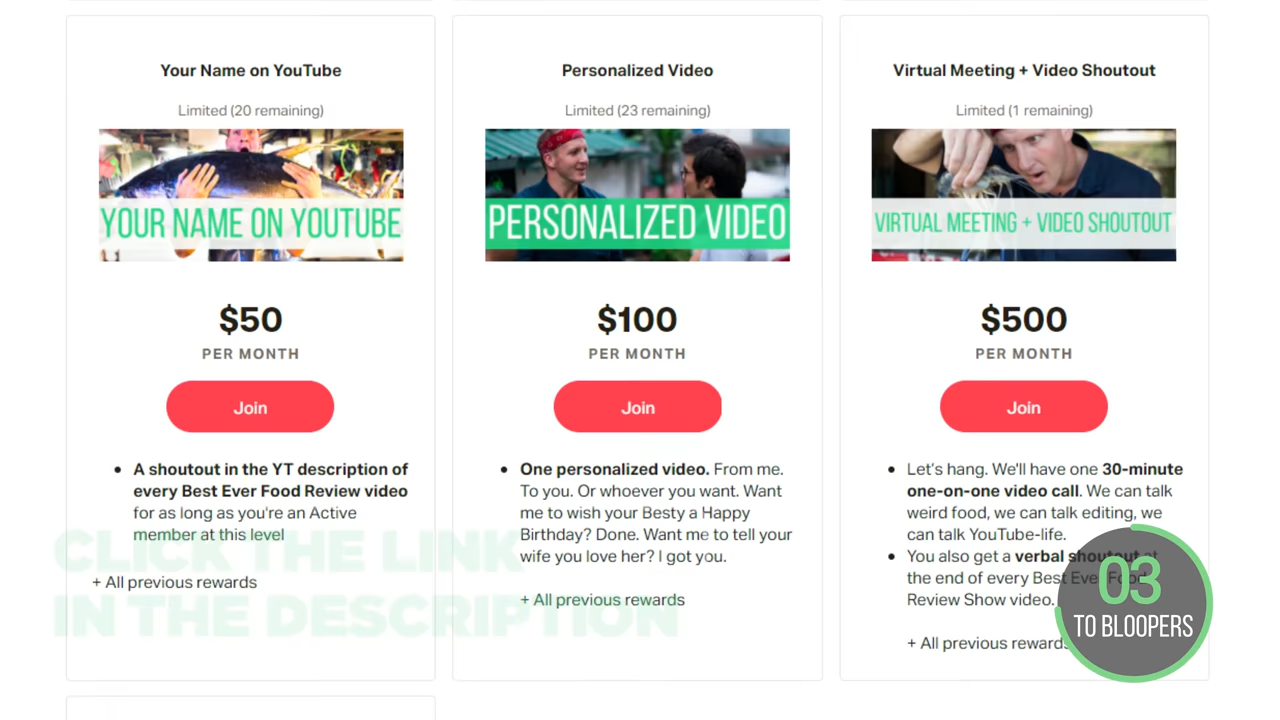 Your Name on YouTube
Limited (20 remaining)
YOUR NAME ON YOUTUBE
$50
PER MONTH
Join
• A shoutout in the YT description of
every Best Ever Food Review video
for as long as you're an Active
member at this level
+ All previous rewards
Personalized Video
Limited (23 remaining)
PERSONALIZED VIDEO
$100
PER MONTH
Join
• One personalized video. From me.
To you. Or whoever you want. Want
me to wish your Besty a Happy
Birthday? Done. Want me to tell your
wife you love her? I got you.
+ All previous rewards
Virtual Meeting + Video Shoutout
Limited (1 remaining)
VIRTUAL MEETING + VIDEO SHOUTOUT
$500
PER MONTH
Join
• Let's hang. We'll have one 30-minute
one-on-one video call. We can talk
weird food, we can talk editing, we
can talk YouTube-life.
• You also get a verbal shoutout at
the end of every Best Ever Food
Review Show video.
+ All previous rewards
CLICK THE LINK
IN THE DESCRIPTION
03
TO BLOOPERS